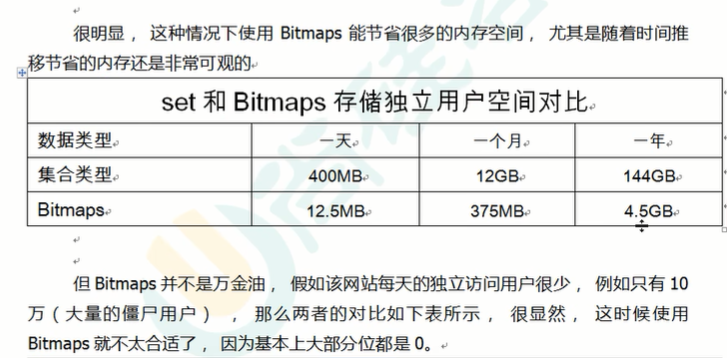 很明显，这种情况下使用 Bitmaps 能节省很多的内存空间，尤其是随着时间推
移节省的内存还是非常可观的
set 和 Bitmaps 存储独立用户空间对比
数据类型 一天 一个月 一年
集合类型 400MB 12GB 144GB
Bitmaps 12.5MB 375MB 4.5GB
但 Bitmaps 并不是万金油，假如该网站每天的独立访问用户很少，例如只有 10
万（大量的僵尸用户），那么两者的对比如下表所示，很显然，这时候使用
Bitmaps 就不太合适了，因为基本上大部分位都是 0。